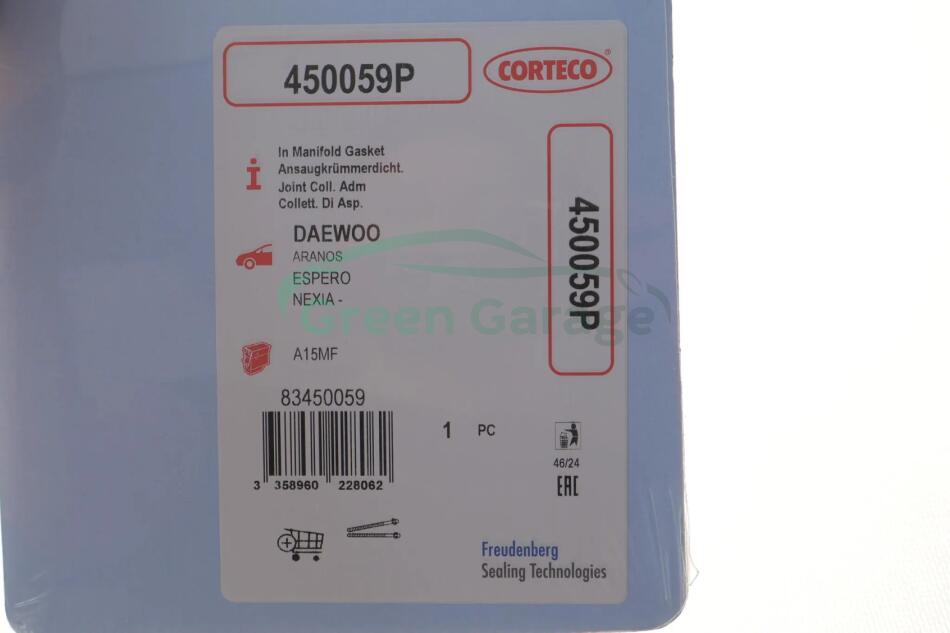 450059P
CORTECO®
In Manifold Gasket
Ansaugkrümmerdicht.
Joint Coll. Adm
Collett. Di Asp.
450059P
DAEWOO
ARANOS
ESPERO
NEXIA -
Green Garage
A15MF
83450059
1 PC
3 358960 228062
46/24
EAC
Freudenberg
Sealing Technologies